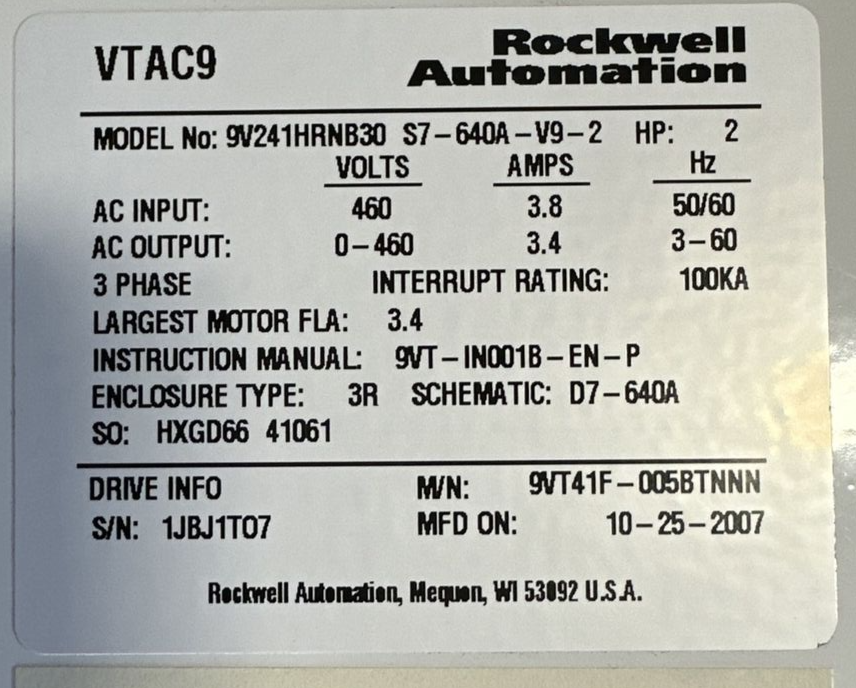 VTAC9
Rockwell
Automation
MODEL No: 9V241HRNB30 S7-640A-V9-2 HP: 2
VOLTS AMPS Hz
AC INPUT: 460 3.8 50/60
AC OUTPUT: 0-460 3.4 3-60
3 PHASE INTERRUPT RATING: 100KA
LARGEST MOTOR FLA: 3.4
INSTRUCTION MANUAL: 9VT-IN001B-EN-P
ENCLOSURE TYPE: 3R SCHEMATIC: D7-640A
SO: HXGD66 41061
DRIVE INFO M/N: 9VT41F-005BTNNN
S/N: 1JBJ1T07 MFD ON: 10-25-2007
Rockwell Automation, Mequon, WI 53092 U.S.A.